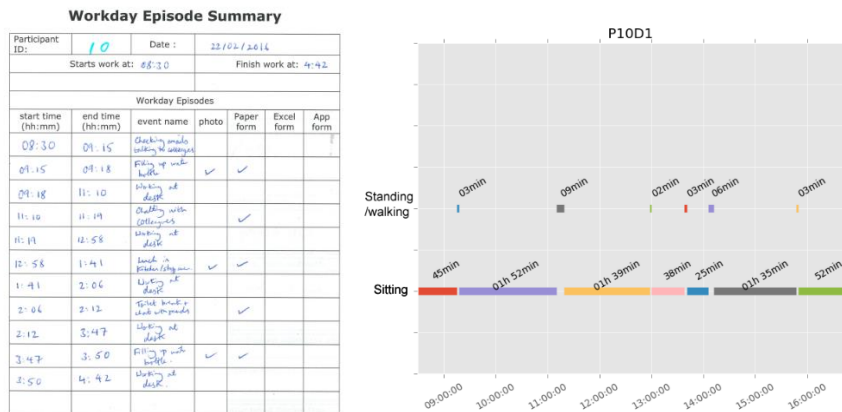 Workday Episode Summary
Participant ID: 10 Date : 22/02/2016
Starts work at: 08:30 Finish work at: 4:42
Workday Episodes
start time (hh:mm) end time (hh:mm) event name photo Paper form Excel form App form
08:30 09:15 Checking emails talking to colleagues
09:15 09:18 Filling up water bottle ✓ ✓
09:18 11:10 Working at desk
11:10 11:19 Chatting with colleagues ✓
11:19 12:58 Working at desk
12:58 1:41 Lunch in kitchen/ ✓ ✓
1:41 2:06 Working at desk
2:06 2:12 Toilet break + chat with ✓
2:12 3:47 Working at desk
3:47 3:50 Filling up water bottle ✓ ✓
3:50 4:42 Working at desk.
P10D1
Standing /walking
03min 09min 02min 03min 06min 03min
Sitting
45min 01h 52min 01h 39min 38min 25min 01h 35min 52min
09:00:00 10:00:00 11:00:00 12:00:00 13:00:00 14:00:00 15:00:00 16:00:00